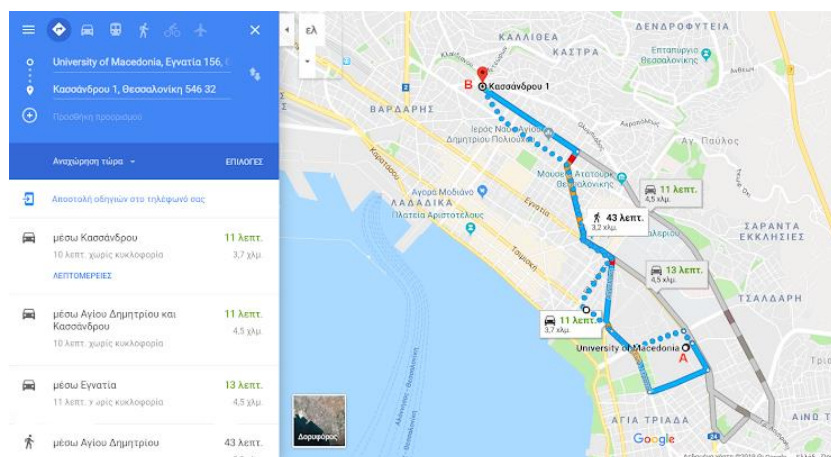 University of Macedonia, Εγνατία 156,
Κασσάνδρου 1, Θεσσαλονίκη 546 32
Προσθήκη προορισμού
Αναχώρηση τώρα
ΕΠΙΛΟΓΕΣ
Αποστολή οδηγιών στο τηλέφωνό σας
μέσω Κασσάνδρου
11 λεπτ.
10 λεπτ. χωρίς κυκλοφορία
3,7 χλμ.
ΛΕΠΤΟΜΕΡΕΙΕΣ
μέσω Αγίου Δημητρίου και
Κασσάνδρου
11 λεπτ.
4,5 χλμ.
10 λεπτ. χωρίς κυκλοφορία
μέσω Εγνατία
13 λεπτ.
11 λεπτ. χωρίς κυκλοφορία
4,5 χλμ.
μέσω Αγίου Δημητρίου
43 λεπτ.
ελ
ΔΕΝΔΡΟΦΥΤΕΙΑ
ΚΑΛΛΙΘΕΑ
ΚΑΣΤΡΑ
Επταπύργιο
Θεσσαλονίκης
B
Κασσάνδρου 1
ΒΑΡΔΑΡΗΣ
Ολυμπιάδος
Ακροπόλεως
Ιερός Ναός Αγίου
Δημητρίου Πολιούχου
Αγ. Παύλος
Μουσείο Ατατούρκ
Θεσσαλονίκης
11 λεπτ.
4,5 χλμ.
Αγορά Μοδιάνο
ΛΑΔΑΔΙΚΑ
Πλατεία Αριστοτέλους
Εγνατία
43 λεπτ.
3,2 χλμ.
ΣΑΡΑΝΤΑ
ΕΚΚΛΗΣΙΕΣ
Τσιμισκή
13 λεπτ.
4,5 χλμ.
ΤΣΑΛΔΑΡΗ
11 λεπτ.
3,7 χλμ.
University of Macedonia
A
ΑΓΙΑ ΤΡΙΑΔΑ
Δορυφόρος
Google
24